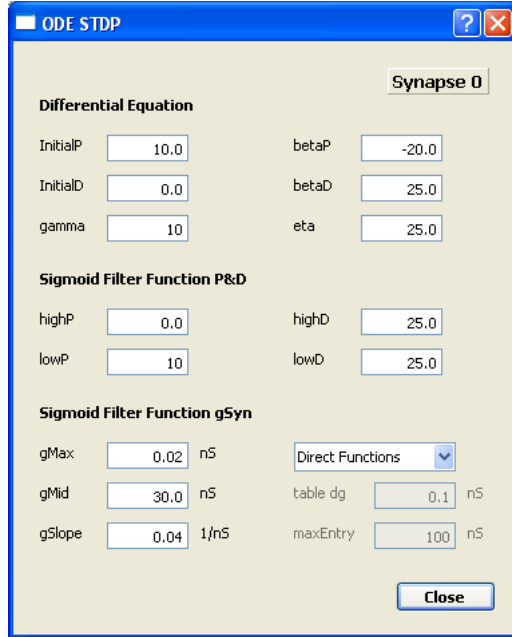 ODE STDP
Synapse 0
Differential Equation
InitialP 10.0 betaP -20.0
InitialD 0.0 betaD 25.0
gamma 10 eta 25.0
Sigmoid Filter Function P&D
highP 0.0 highD 25.0
lowP 10 lowD 25.0
Sigmoid Filter Function gSyn
gMax 0.02 nS Direct Functions
gMid 30.0 nS table dg 0.1 nS
gSlope 0.04 1/nS maxEntry 100 nS
Close